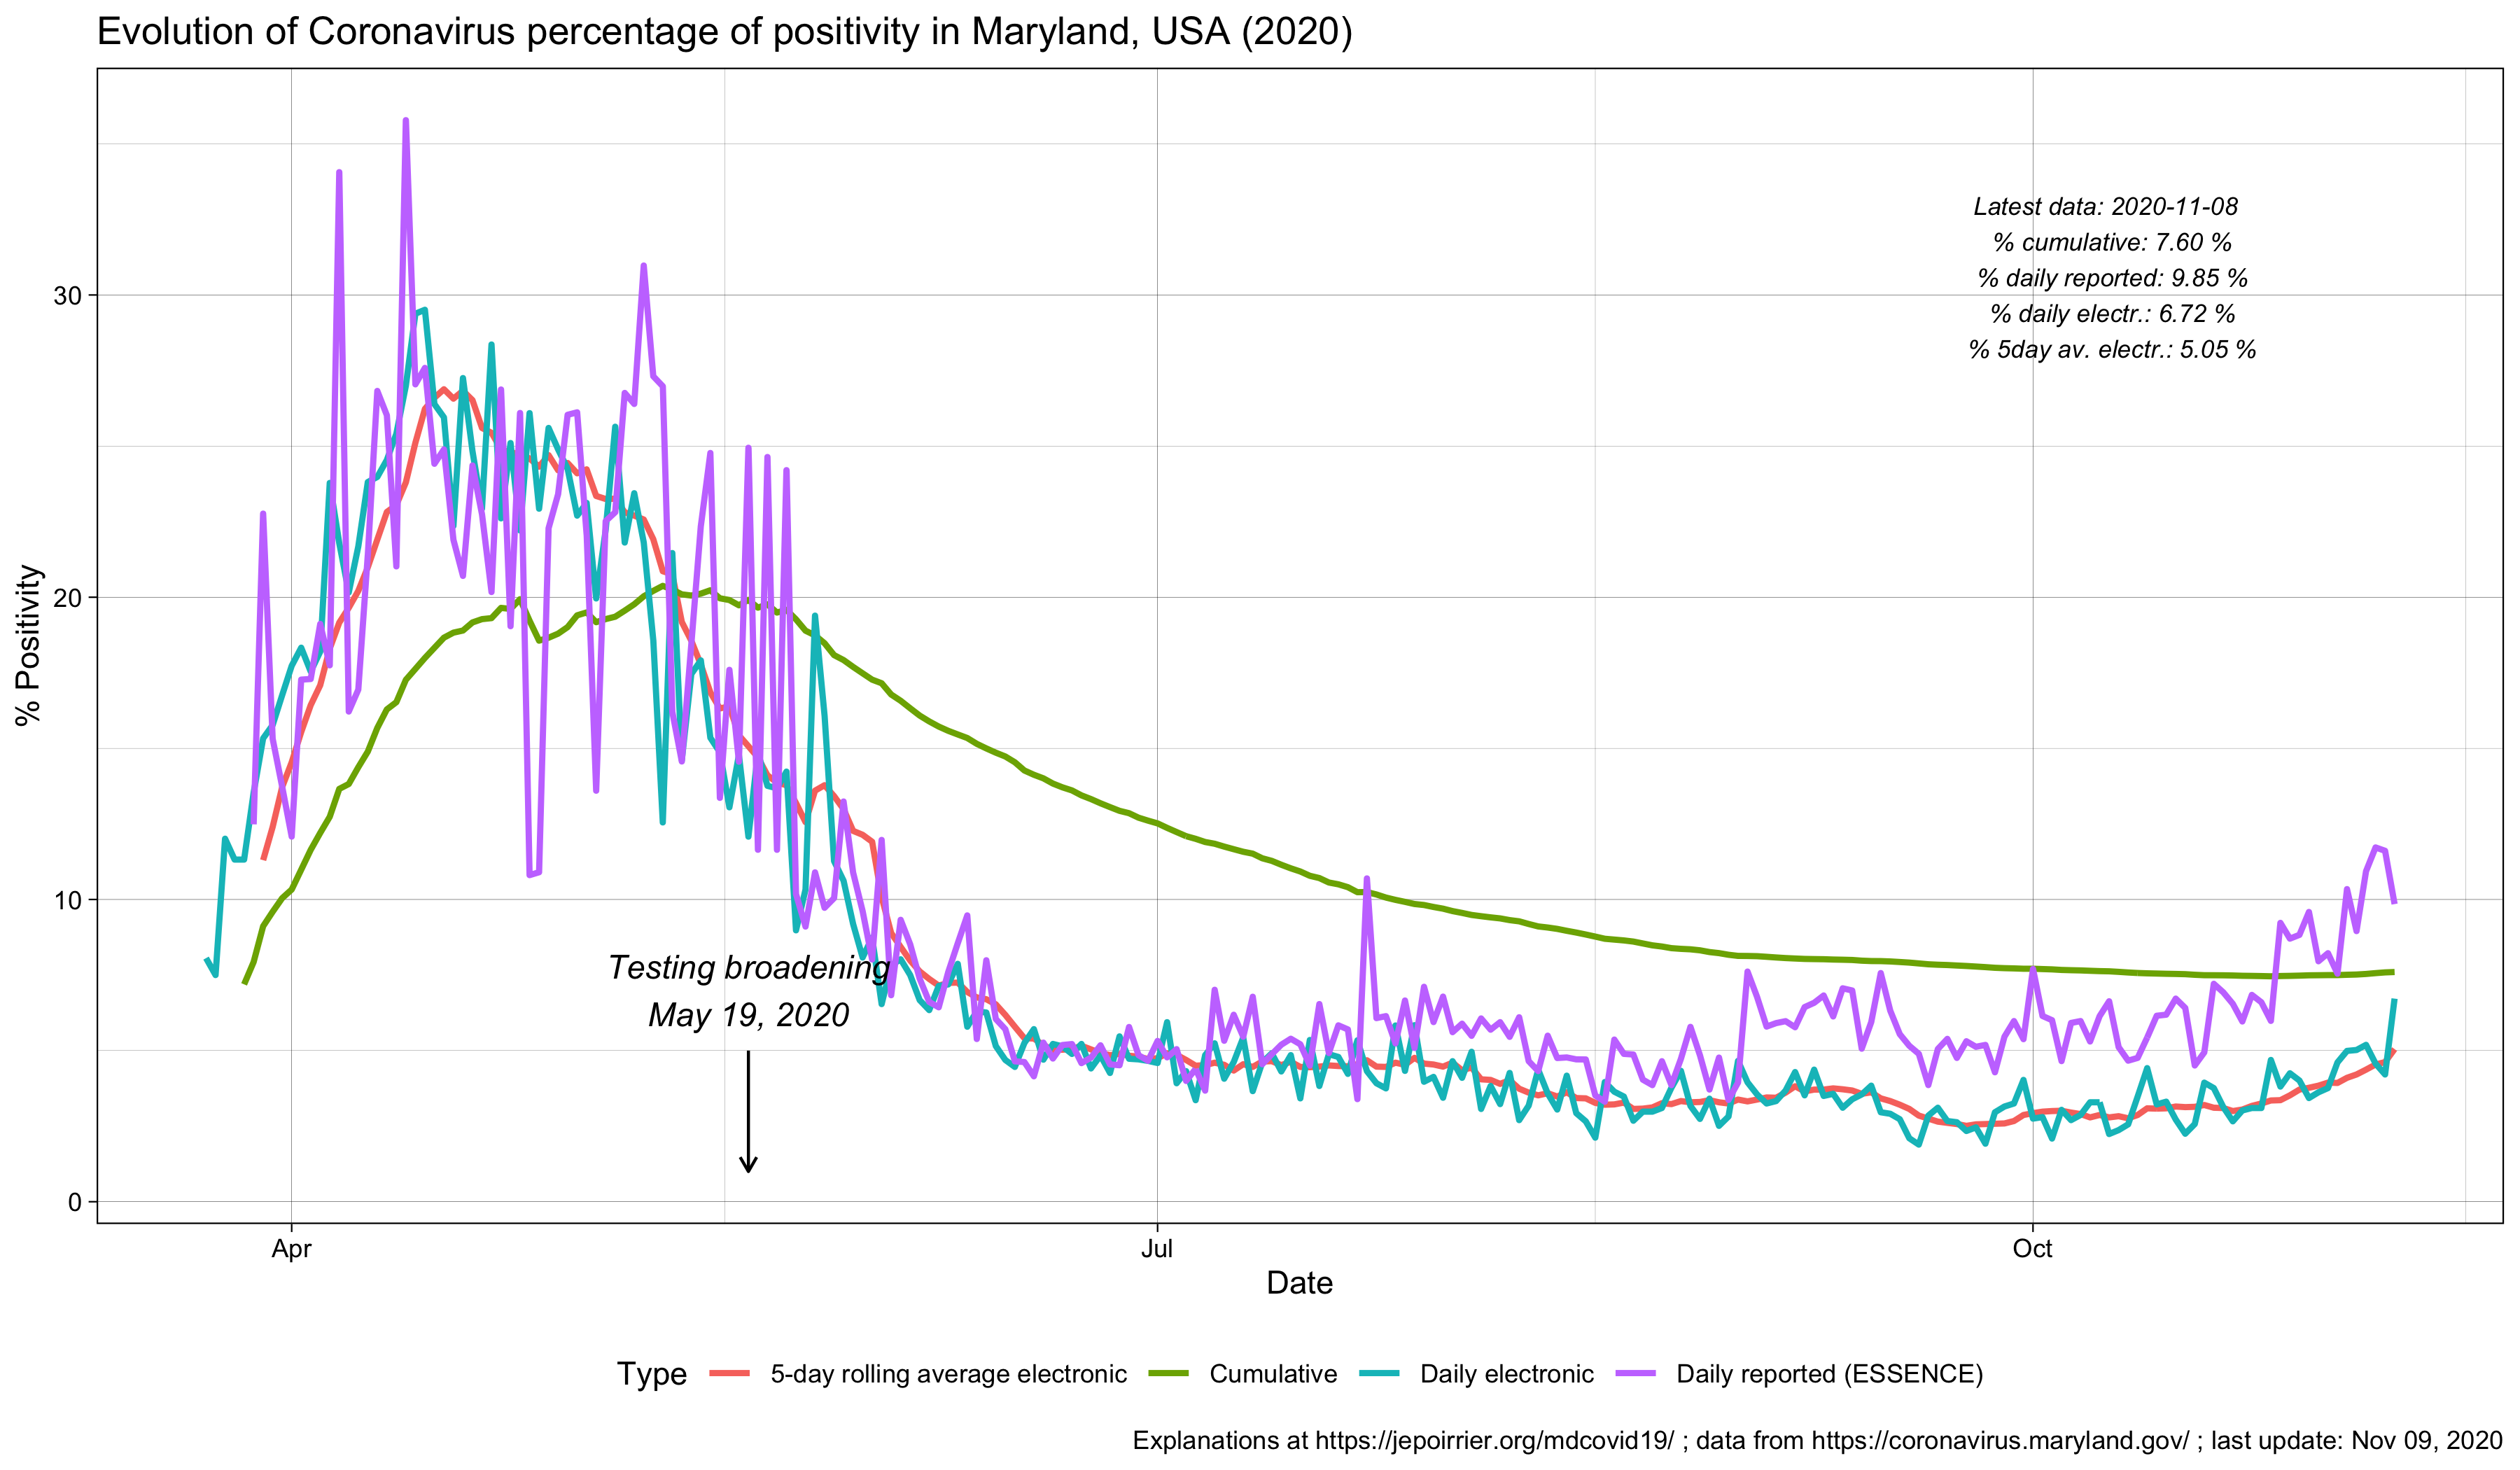 Evolution of Coronavirus percentage of positivity in Maryland, USA (2020)
Latest data: 2020-11-08
% cumulative: 7.60 %
% daily reported: 9.85 %
% daily electr.: 6.72 %
% 5day av. electr.: 5.05 %
30
20
10
0
% Positivity
Testing broadening
May 19, 2020
Apr
Jul
Oct
Date
Type
5-day rolling average electronic
Cumulative
Daily electronic
Daily reported (ESSENCE)
Explanations at https://jepoirrier.org/mdcovid19/ ; data from https://coronavirus.maryland.gov/ ; last update: Nov 09, 2020